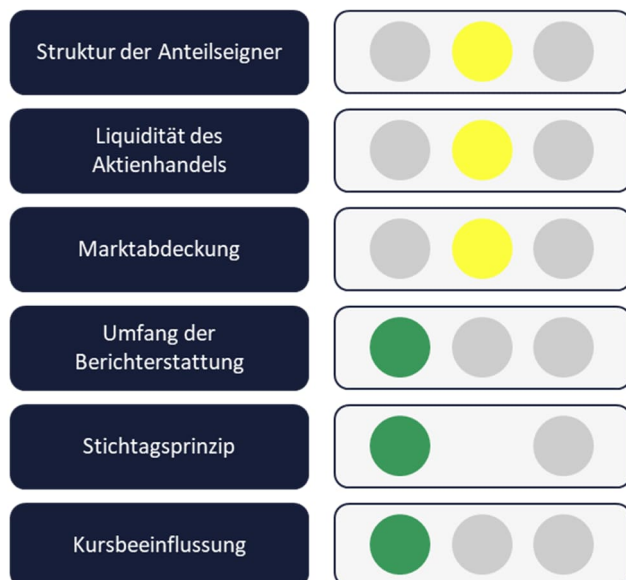 Struktur der Anteilseigner
Liquidität des
Aktienhandels
Marktabdeckung
Umfang der
Berichterstattung
Stichtagsprinzip
Kursbeeinflussung